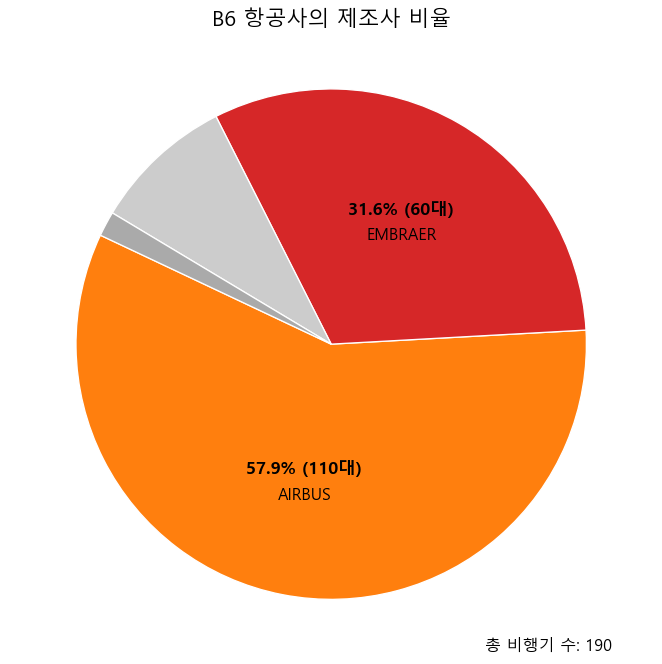 B6 항공사의 제조사 비율
31.6% (60대)
EMBRAER
57.9% (110대)
AIRBUS
총 비행기 수: 190